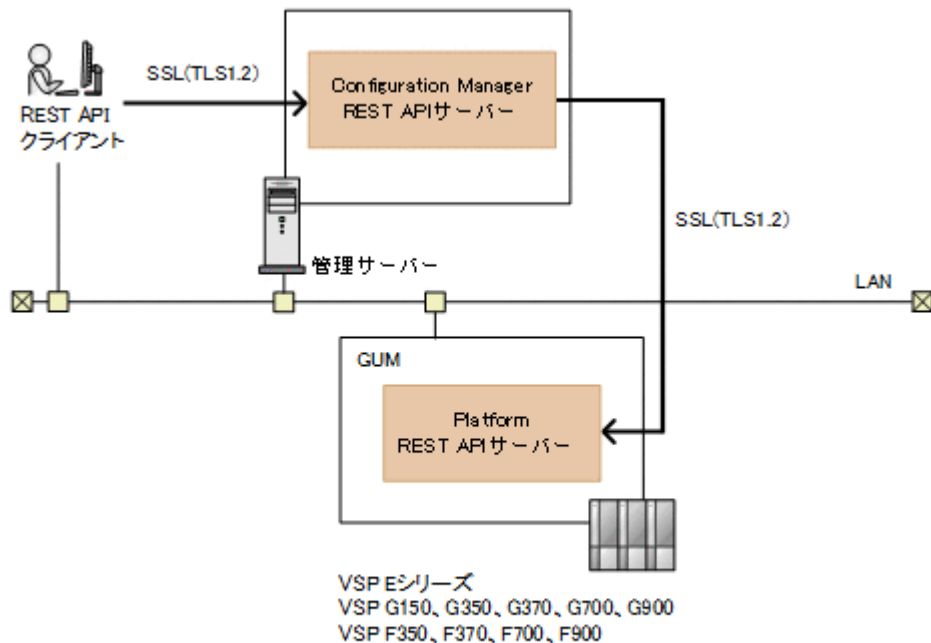 REST API
クライアント
SSL(TLS1.2)
Configuration Manager
REST APIサーバー
管理サーバー
SSL(TLS1.2)
LAN
GUM
Platform
REST APIサーバー
VSP Eシリーズ
VSP G150、G350、G370、G700、G900
VSP F350、F370、F700、F900